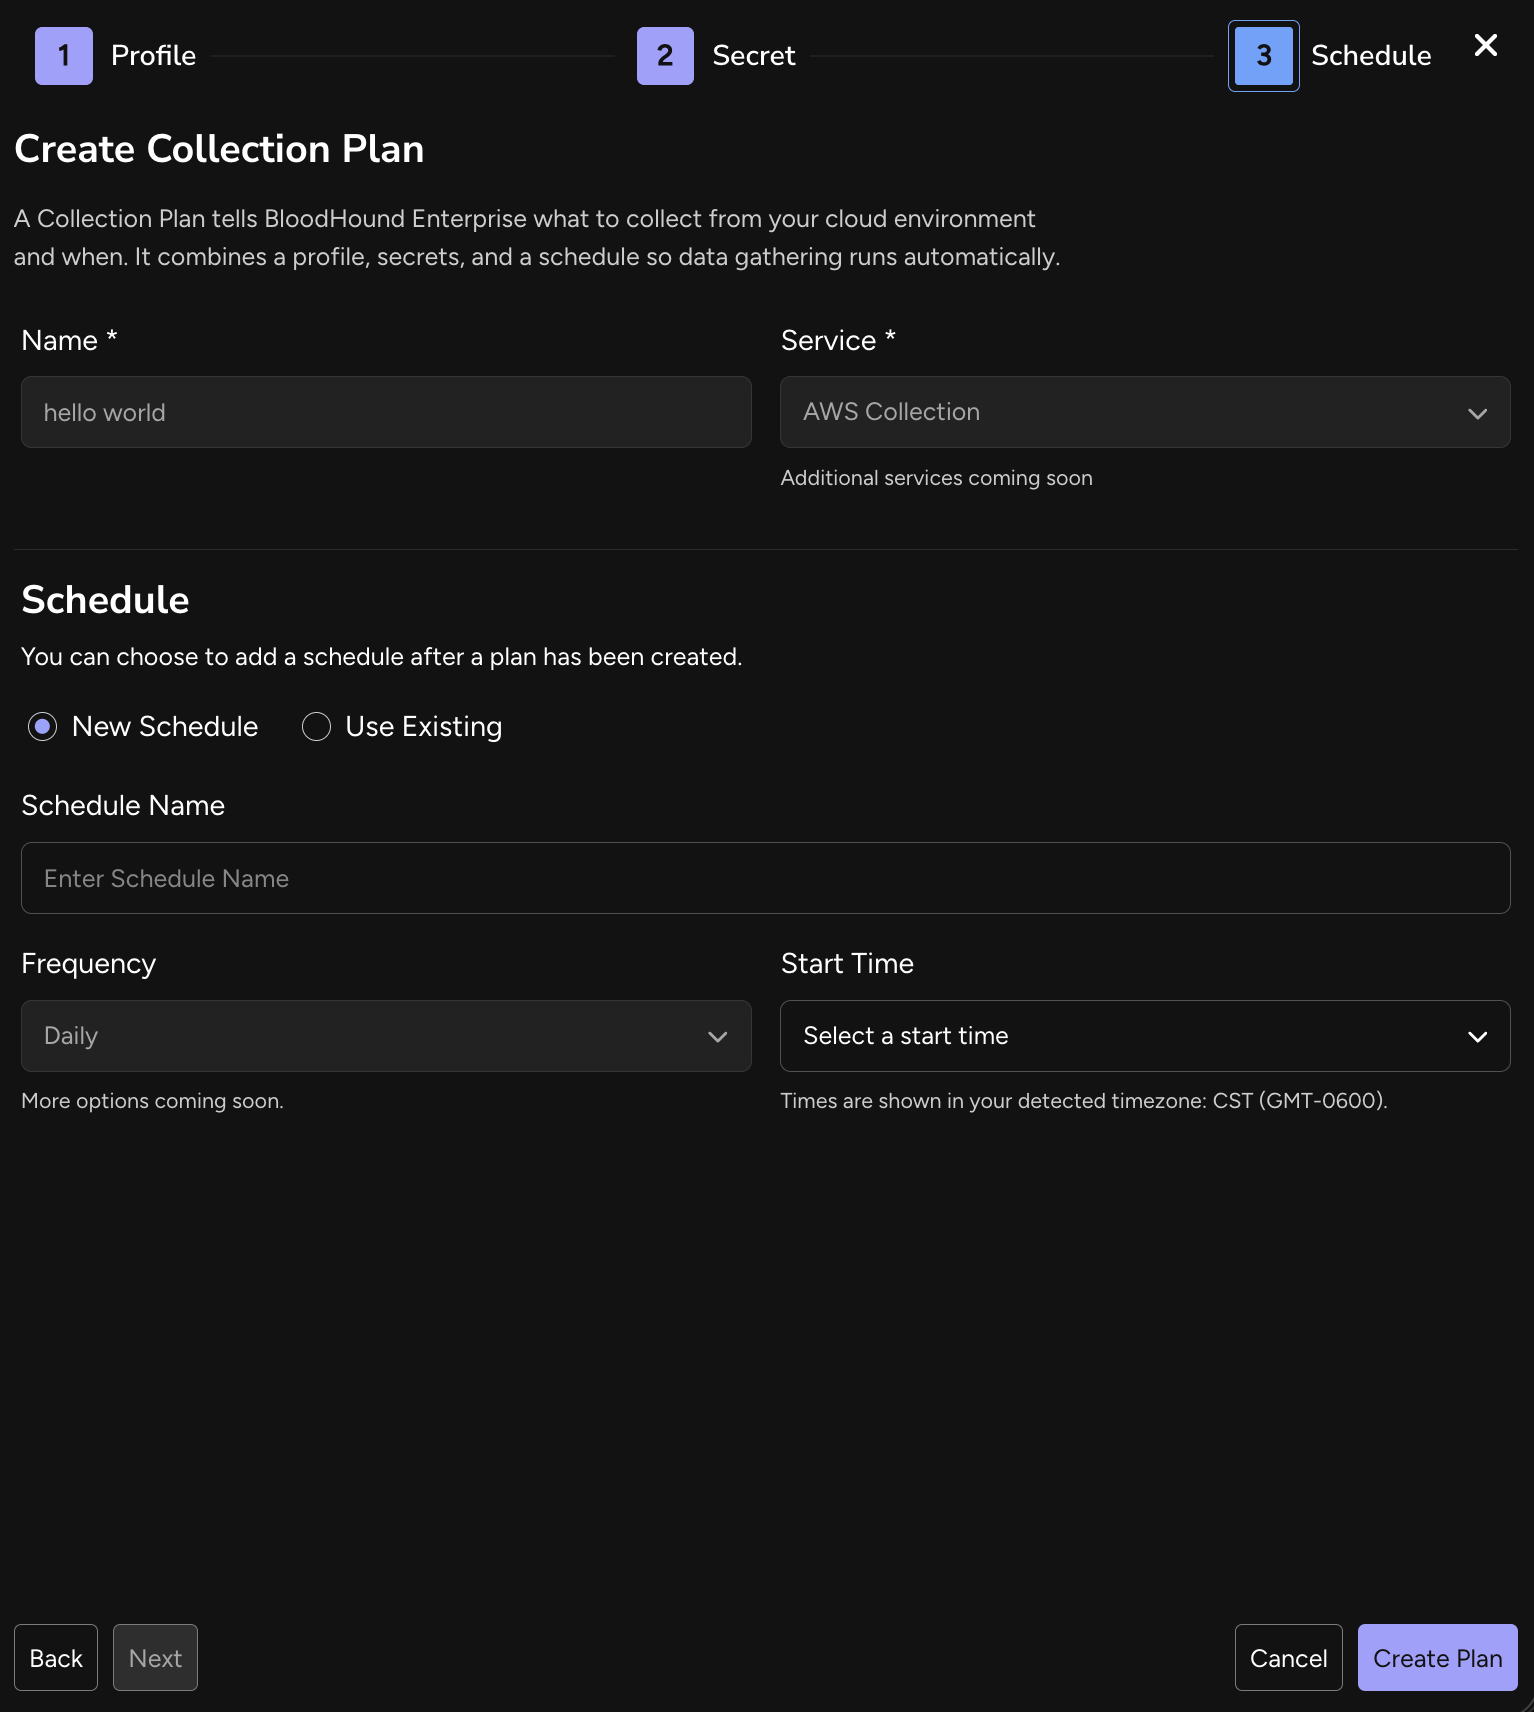 1 Profile 2 Secret 3 Schedule
Create Collection Plan
A Collection Plan tells BloodHound Enterprise what to collect from your cloud environment
and when. It combines a profile, secrets, and a schedule so data gathering runs automatically.
Name *
hello world
Service *
AWS Collection
Additional services coming soon
Schedule
You can choose to add a schedule after a plan has been created.
New Schedule Use Existing
Schedule Name
Enter Schedule Name
Frequency
Daily
More options coming soon.
Start Time
Select a start time
Times are shown in your detected timezone: CST (GMT-0600).
Back Next Cancel Create Plan